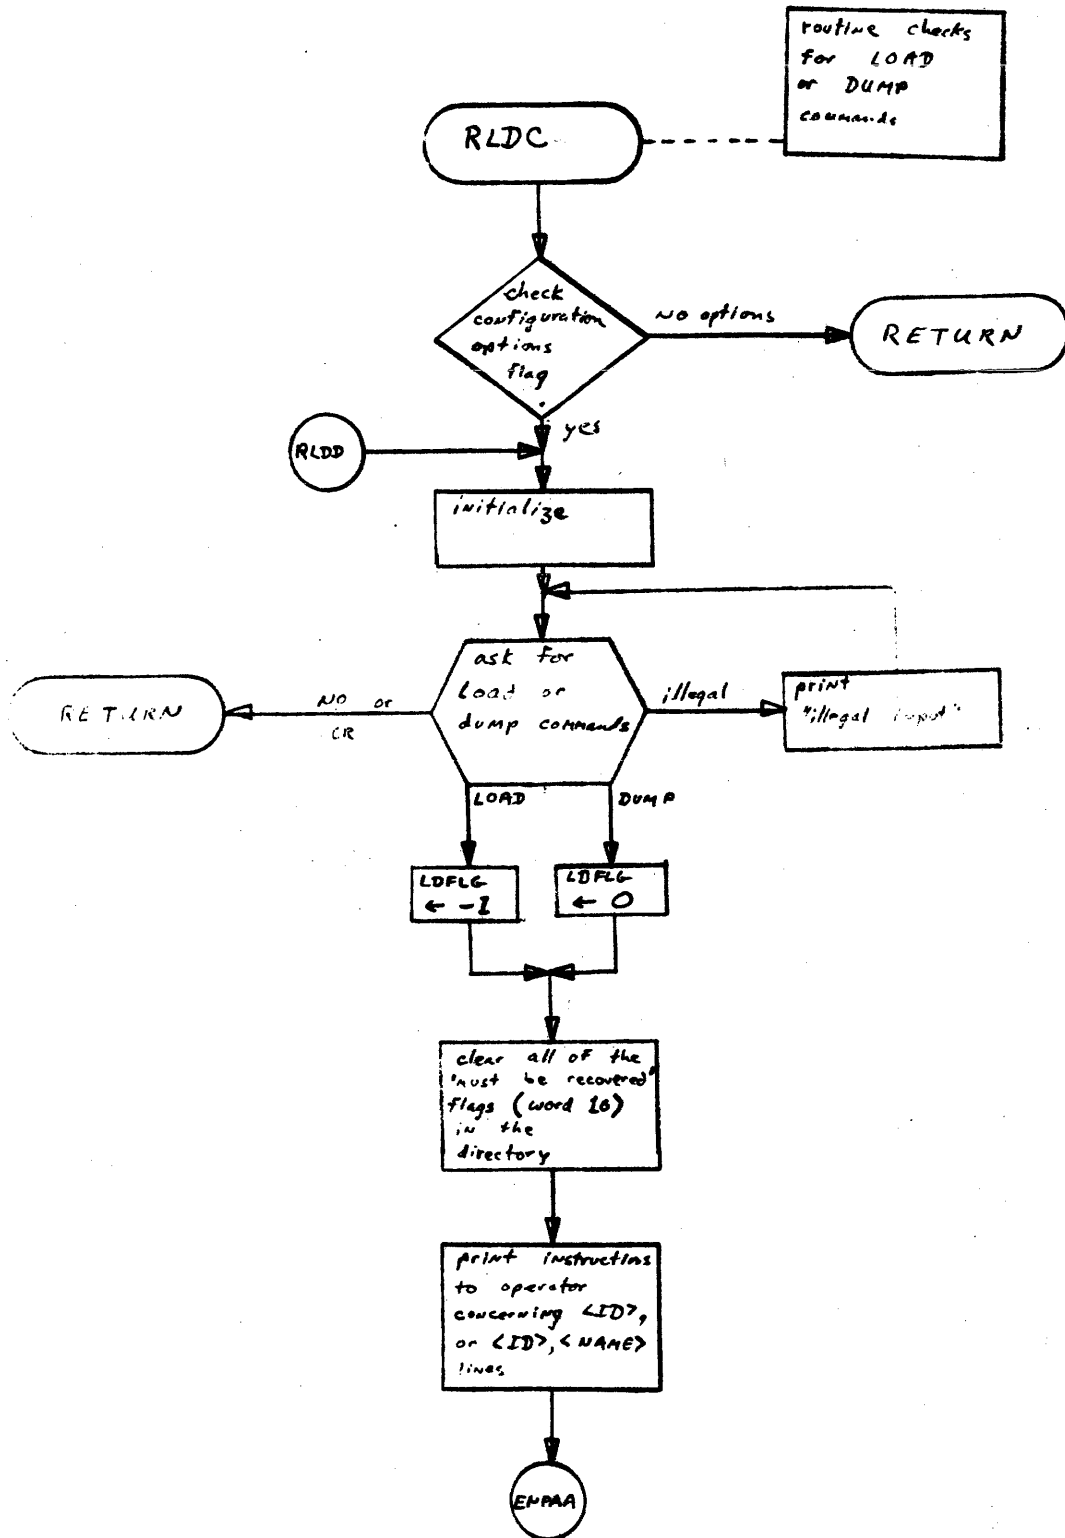 routine checks
for LOAD
or DUMP
commands
RLDC
check
configuration
options
flag
NO options
RETURN
yes
RLDD
initialize
ask for
Load or
dump commands
NO or
CR
RETURN
illegal
print
"illegal input"
LOAD
DUMP
LDFLG
← -1
LDFLG
← 0
clear all of the
"must be recovered"
flags (word 16)
in the
directory
print instructions
to operator
concerning <ID>,
or <ID>,<NAME>
lines